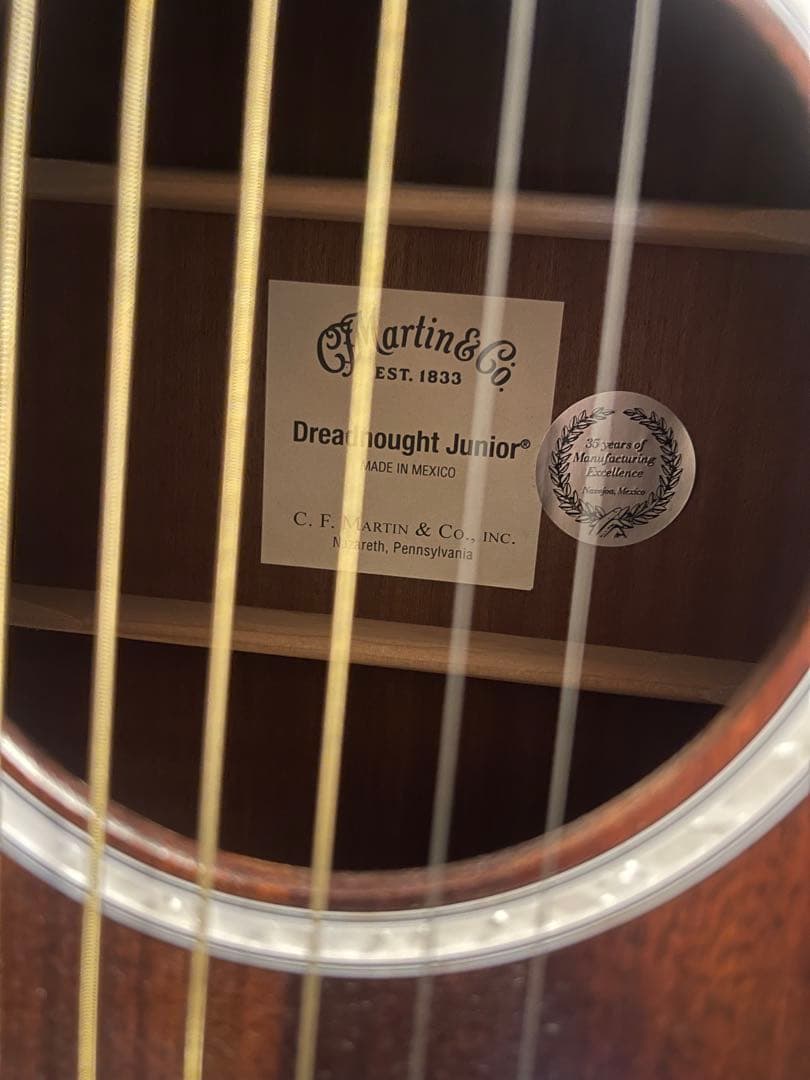 CF Martin & Co.
EST. 1833
Dreadnought Junior®
MADE IN MEXICO
C. F. MARTIN & CO., INC.
Nazareth, Pennsylvania
35 years of
Manufacturing
Excellence
Navojoa, Mexico